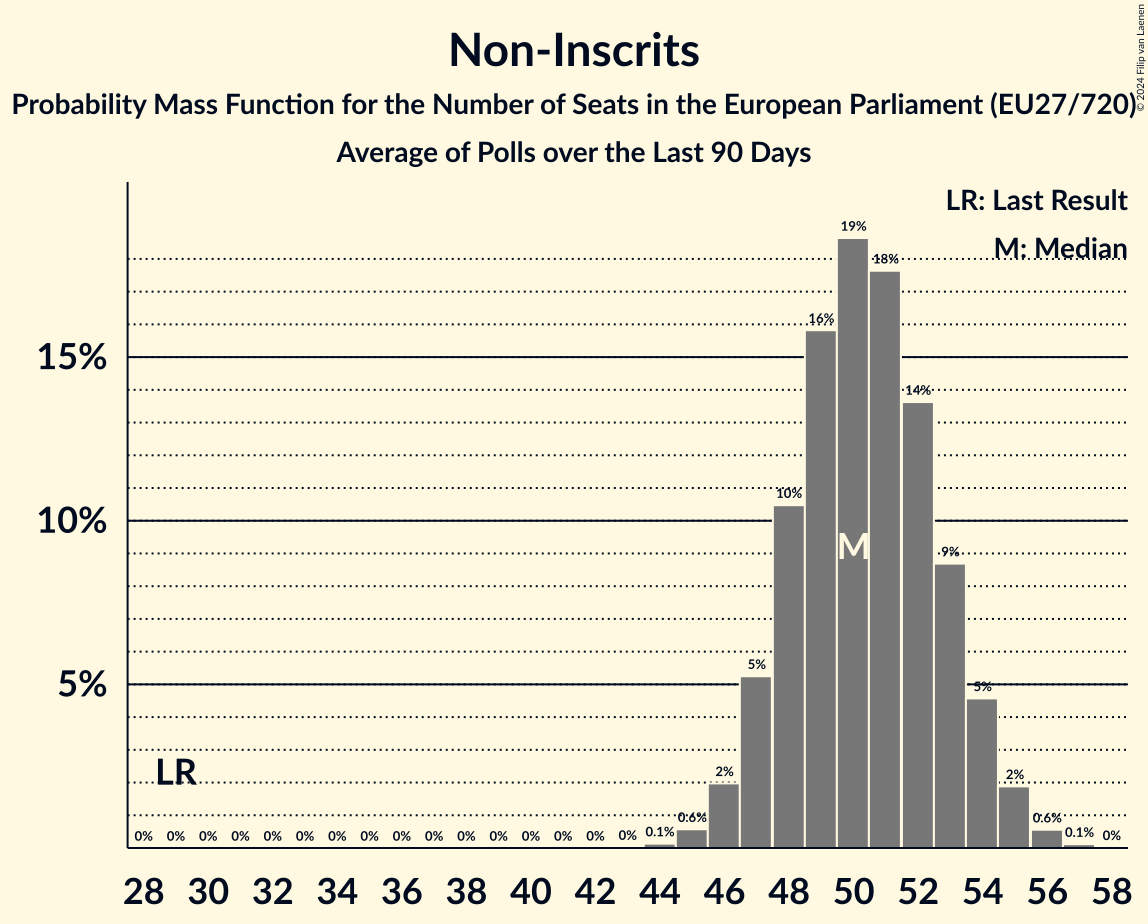 Non-Inscrits
Probability Mass Function for the Number of Seats in the European Parliament (EU27/720)
Average of Polls over the Last 90 Days
© 2024 Filip van Laenen
LR: Last Result
M: Median
19%
18%
16%
15%
14%
10%
10%
M
9%
5%
5%
5%
LR
2%
2%
0% 0% 0% 0% 0% 0% 0% 0% 0% 0% 0% 0% 0% 0% 0% 0% 0.1% 0.6% 0.6% 0.1% 0%
28 30 32 34 36 38 40 42 44 46 48 50 52 54 56 58